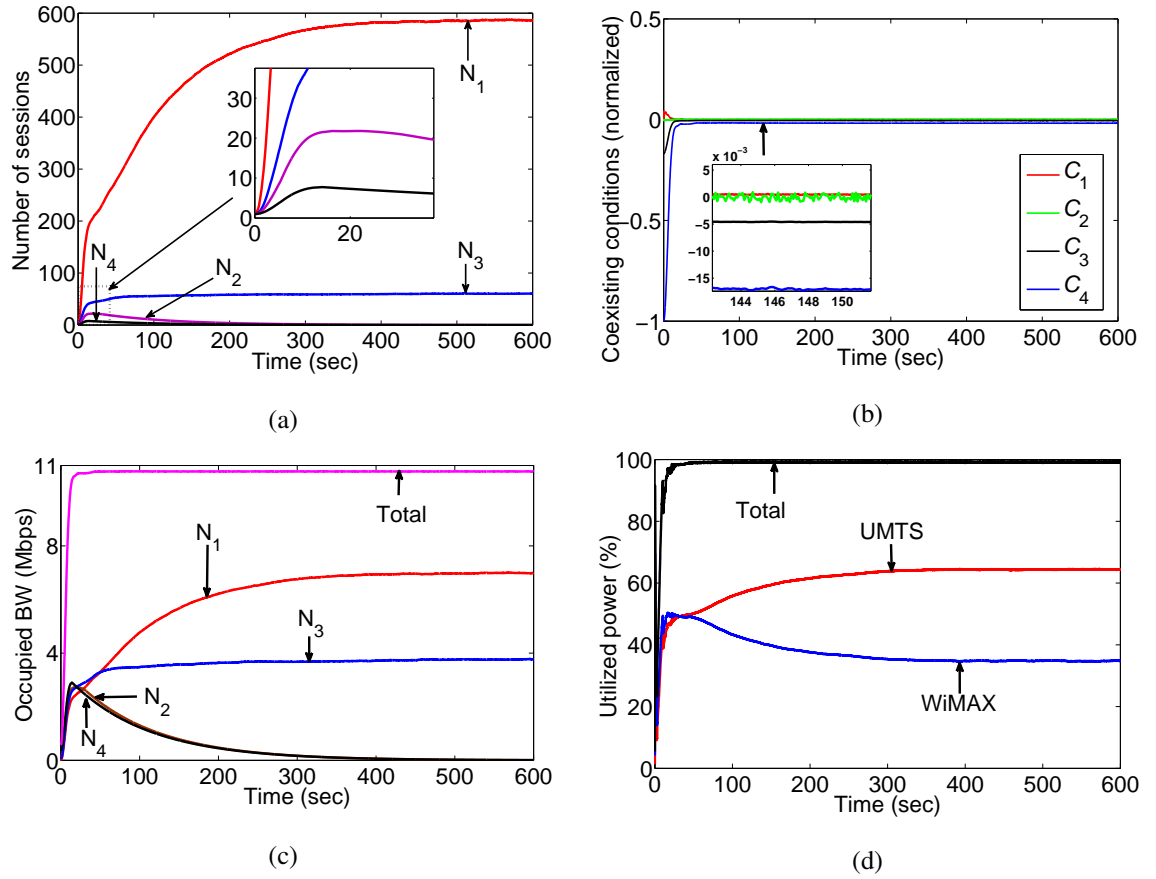 600
500
400
300
200
100
0
Number of sessions
30
20
10
0
0
20
N1
N3
N4
N2
0 100 200 300 400 500 600
Time (sec)
(a)
0.5
0
−0.5
−1
Coexisting conditions (normalized)
x 10−3
5
0
−5
−10
−15
144 146 148 150
C1
C2
C3
C4
0 100 200 300 400 500 600
Time (sec)
(b)
11
8
4
0
Occupied BW (Mbps)
Total
N1
N3
N2
N4
0 100 200 300 400 500 600
Time (sec)
(c)
100
80
60
40
20
0
Utilized power (%)
Total
UMTS
WiMAX
0 100 200 300 400 500 600
Time (sec)
(d)